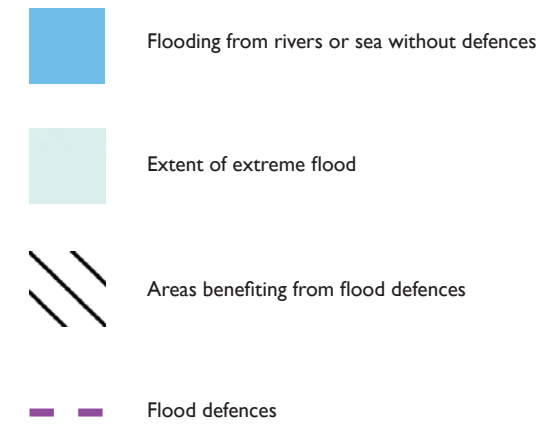 Flooding from rivers or sea without defences
Extent of extreme flood
Areas benefiting from flood defences
Flood defences